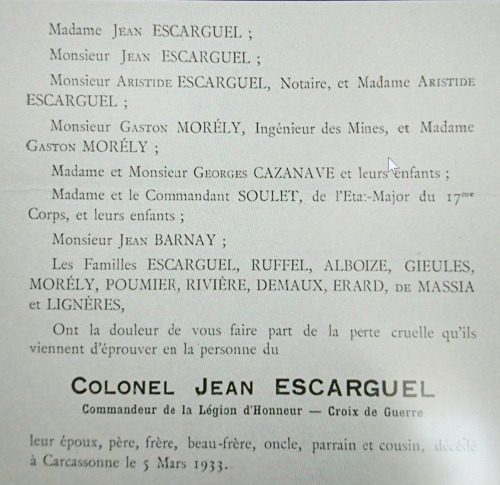 Madame Jean ESCARGUEL ;
Monsieur Jean ESCARGUEL ;
Monsieur Aristide ESCARGUEL, Notaire, et Madame Aristide
ESCARGUEL ;
Monsieur Gaston MORÉLY, Ingénieur des Mines, et Madame
Gaston MORÉLY ;
Madame et Monsieur Georges CAZANAVE et leurs enfants ;
Madame et le Commandant SOULET, de l'Etat-Major du 17me
Corps, et leurs enfants ;
Monsieur Jean BARNAY ;
Les Familles ESCARGUEL, RUFFEL, ALBOIZE, GIEULES,
MORÉLY, POUMIER, RIVIÈRE, DEMAUX, ERARD, de MASSIA
et LIGNÈRES,
Ont la douleur de vous faire part de la perte cruelle qu'ils
viennent d'éprouver en la personne du
COLONEL JEAN ESCARGUEL
Commandeur de la Légion d'Honneur — Croix de Guerre
leur époux, père, frère, beau-frère, oncle, parrain et cousin, décédé
à Carcassonne le 5 Mars 1933.